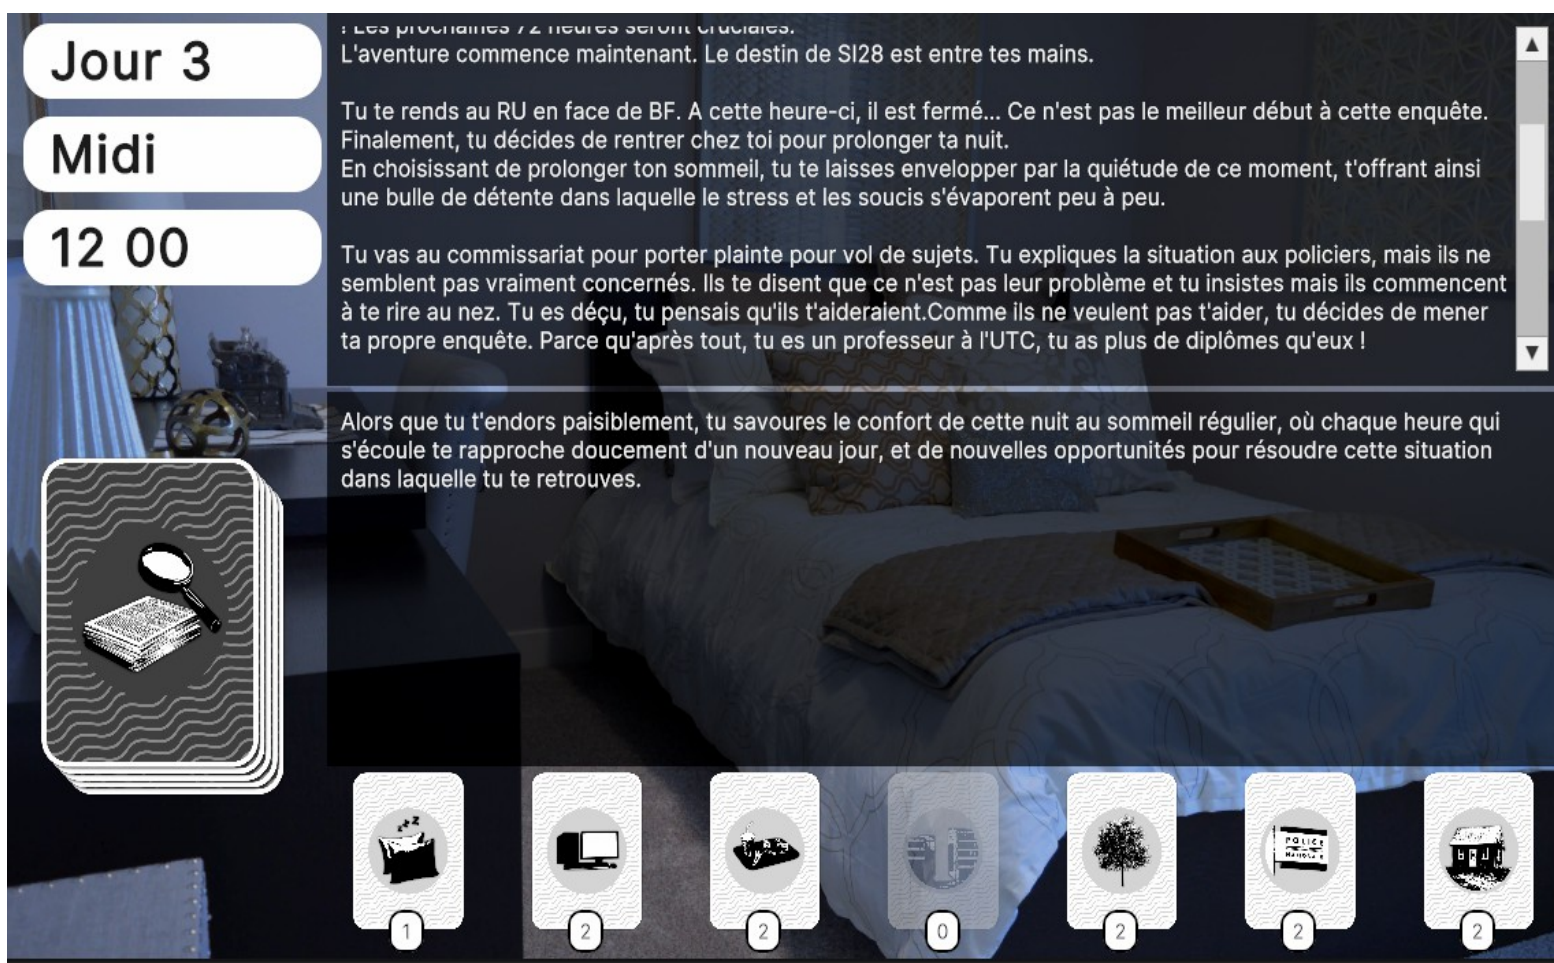 Jour 3
Midi
12 00
! Les prochaines 72 heures seront cruciales.
L'aventure commence maintenant. Le destin de SI28 est entre tes mains.
Tu te rends au RU en face de BF. A cette heure-ci, il est fermé... Ce n'est pas le meilleur début à cette enquête.
Finalement, tu décides de rentrer chez toi pour prolonger ta nuit.
En choisissant de prolonger ton sommeil, tu te laisses envelopper par la quiétude de ce moment, t'offrant ainsi
une bulle de détente dans laquelle le stress et les soucis s'évaporent peu à peu.
Tu vas au commissariat pour porter plainte pour vol de sujets. Tu expliques la situation aux policiers, mais ils ne
semblent pas vraiment concernés. Ils te disent que ce n'est pas leur problème et tu insistes mais ils commencent
à te rire au nez. Tu es déçu, tu pensais qu'ils t'aideraient.Comme ils ne veulent pas t'aider, tu décides de mener
ta propre enquête. Parce qu'après tout, tu es un professeur à l'UTC, tu as plus de diplômes qu'eux !
Alors que tu t'endors paisiblement, tu savoures le confort de cette nuit au sommeil régulier, où chaque heure qui
s'écoule te rapproche doucement d'un nouveau jour, et de nouvelles opportunités pour résoudre cette situation
dans laquelle tu te retrouves.
zzZ
POLICE
1
2
2
0
2
2
2